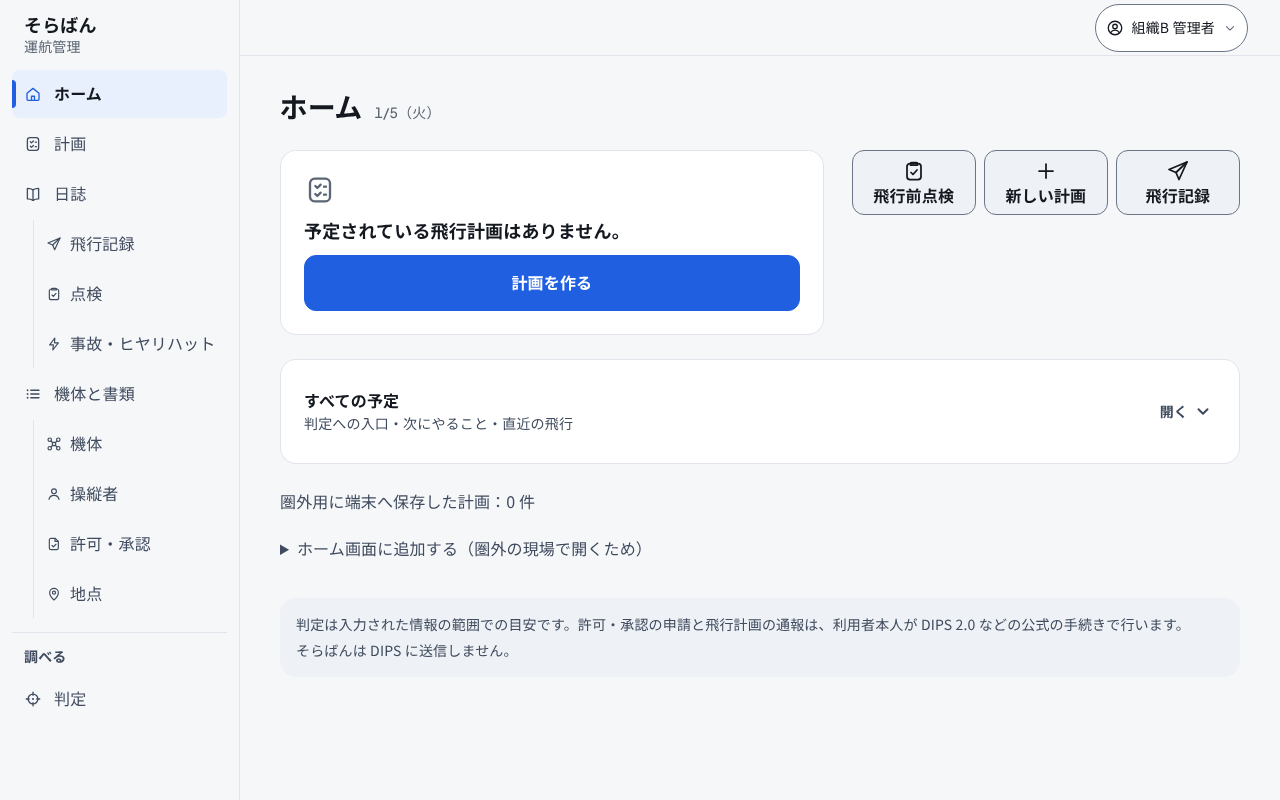 そらばん
運航管理
ホーム
計画
日誌
飛行記録
点検
事故・ヒヤリハット
機体と書類
機体
操縦者
許可・承認
地点
調べる
判定
組織B 管理者
ホーム 1/5（火）
予定されている飛行計画はありません。
計画を作る
飛行前点検
新しい計画
飛行記録
すべての予定
判定への入口・次にやること・直近の飛行
開く
圏外用に端末へ保存した計画：0 件
ホーム画面に追加する（圏外の現場で開くため）
判定は入力された情報の範囲での目安です。許可・承認の申請と飛行計画の通報は、利用者本人が DIPS 2.0 などの公式の手続きで行います。
そらばんは DIPS に送信しません。